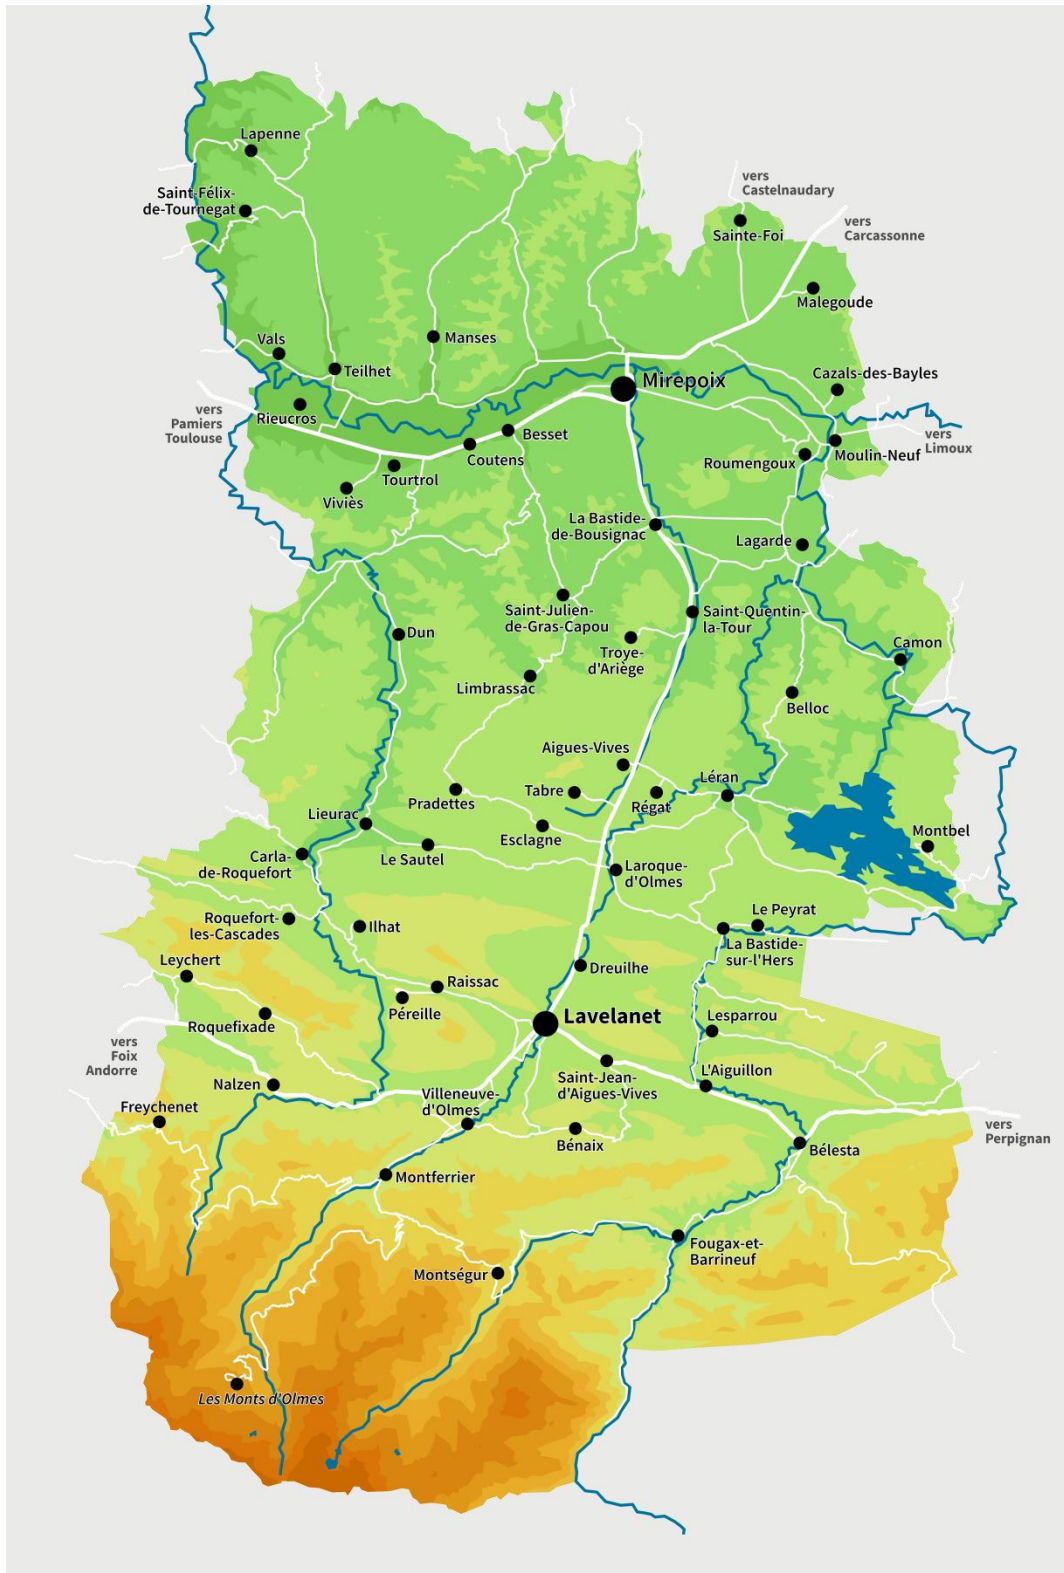 Lapenne
Saint-Félix-
de-Tournegat
vers
Castelnaudary
vers
Carcassonne
Sainte-Foi
Malegoude
Vals
Manses
Teilhet
Mirepoix
Cazals-des-Bayles
vers
Pamiers
Toulouse
Rieucros
Besset
Coutens
Tourtrol
Viviès
Roumengoux
Moulin-Neuf
vers
Limoux
La Bastide-
de-Bousignac
Lagarde
Saint-Julien-
de-Gras-Capou
Saint-Quentin-
la-Tour
Dun
Troye-
d'Ariège
Camon
Limbrassac
Belloc
Aigues-Vives
Léran
Tabre
Régat
Pradettes
Lieurac
Esclagne
Montbel
Carla-
de-Roquefort
Le Sautel
Laroque-
d'Olmes
Roquefort-
les-Cascades
Ilhat
Le Peyrat
La Bastide-
sur-l'Hers
Leychert
Dreuilhe
Raissac
Péreille
Roquefixade
Lavelanet
Lesparrou
vers
Foix
Andorre
Nalzen
Saint-Jean-
d'Aigues-Vives
L'Aiguillon
Freychenet
Villeneuve-
d'Olmes
Bénaix
Bélesta
vers
Perpignan
Montferrier
Fougax-et-
Barrineuf
Montségur
Les Monts d'Olmes